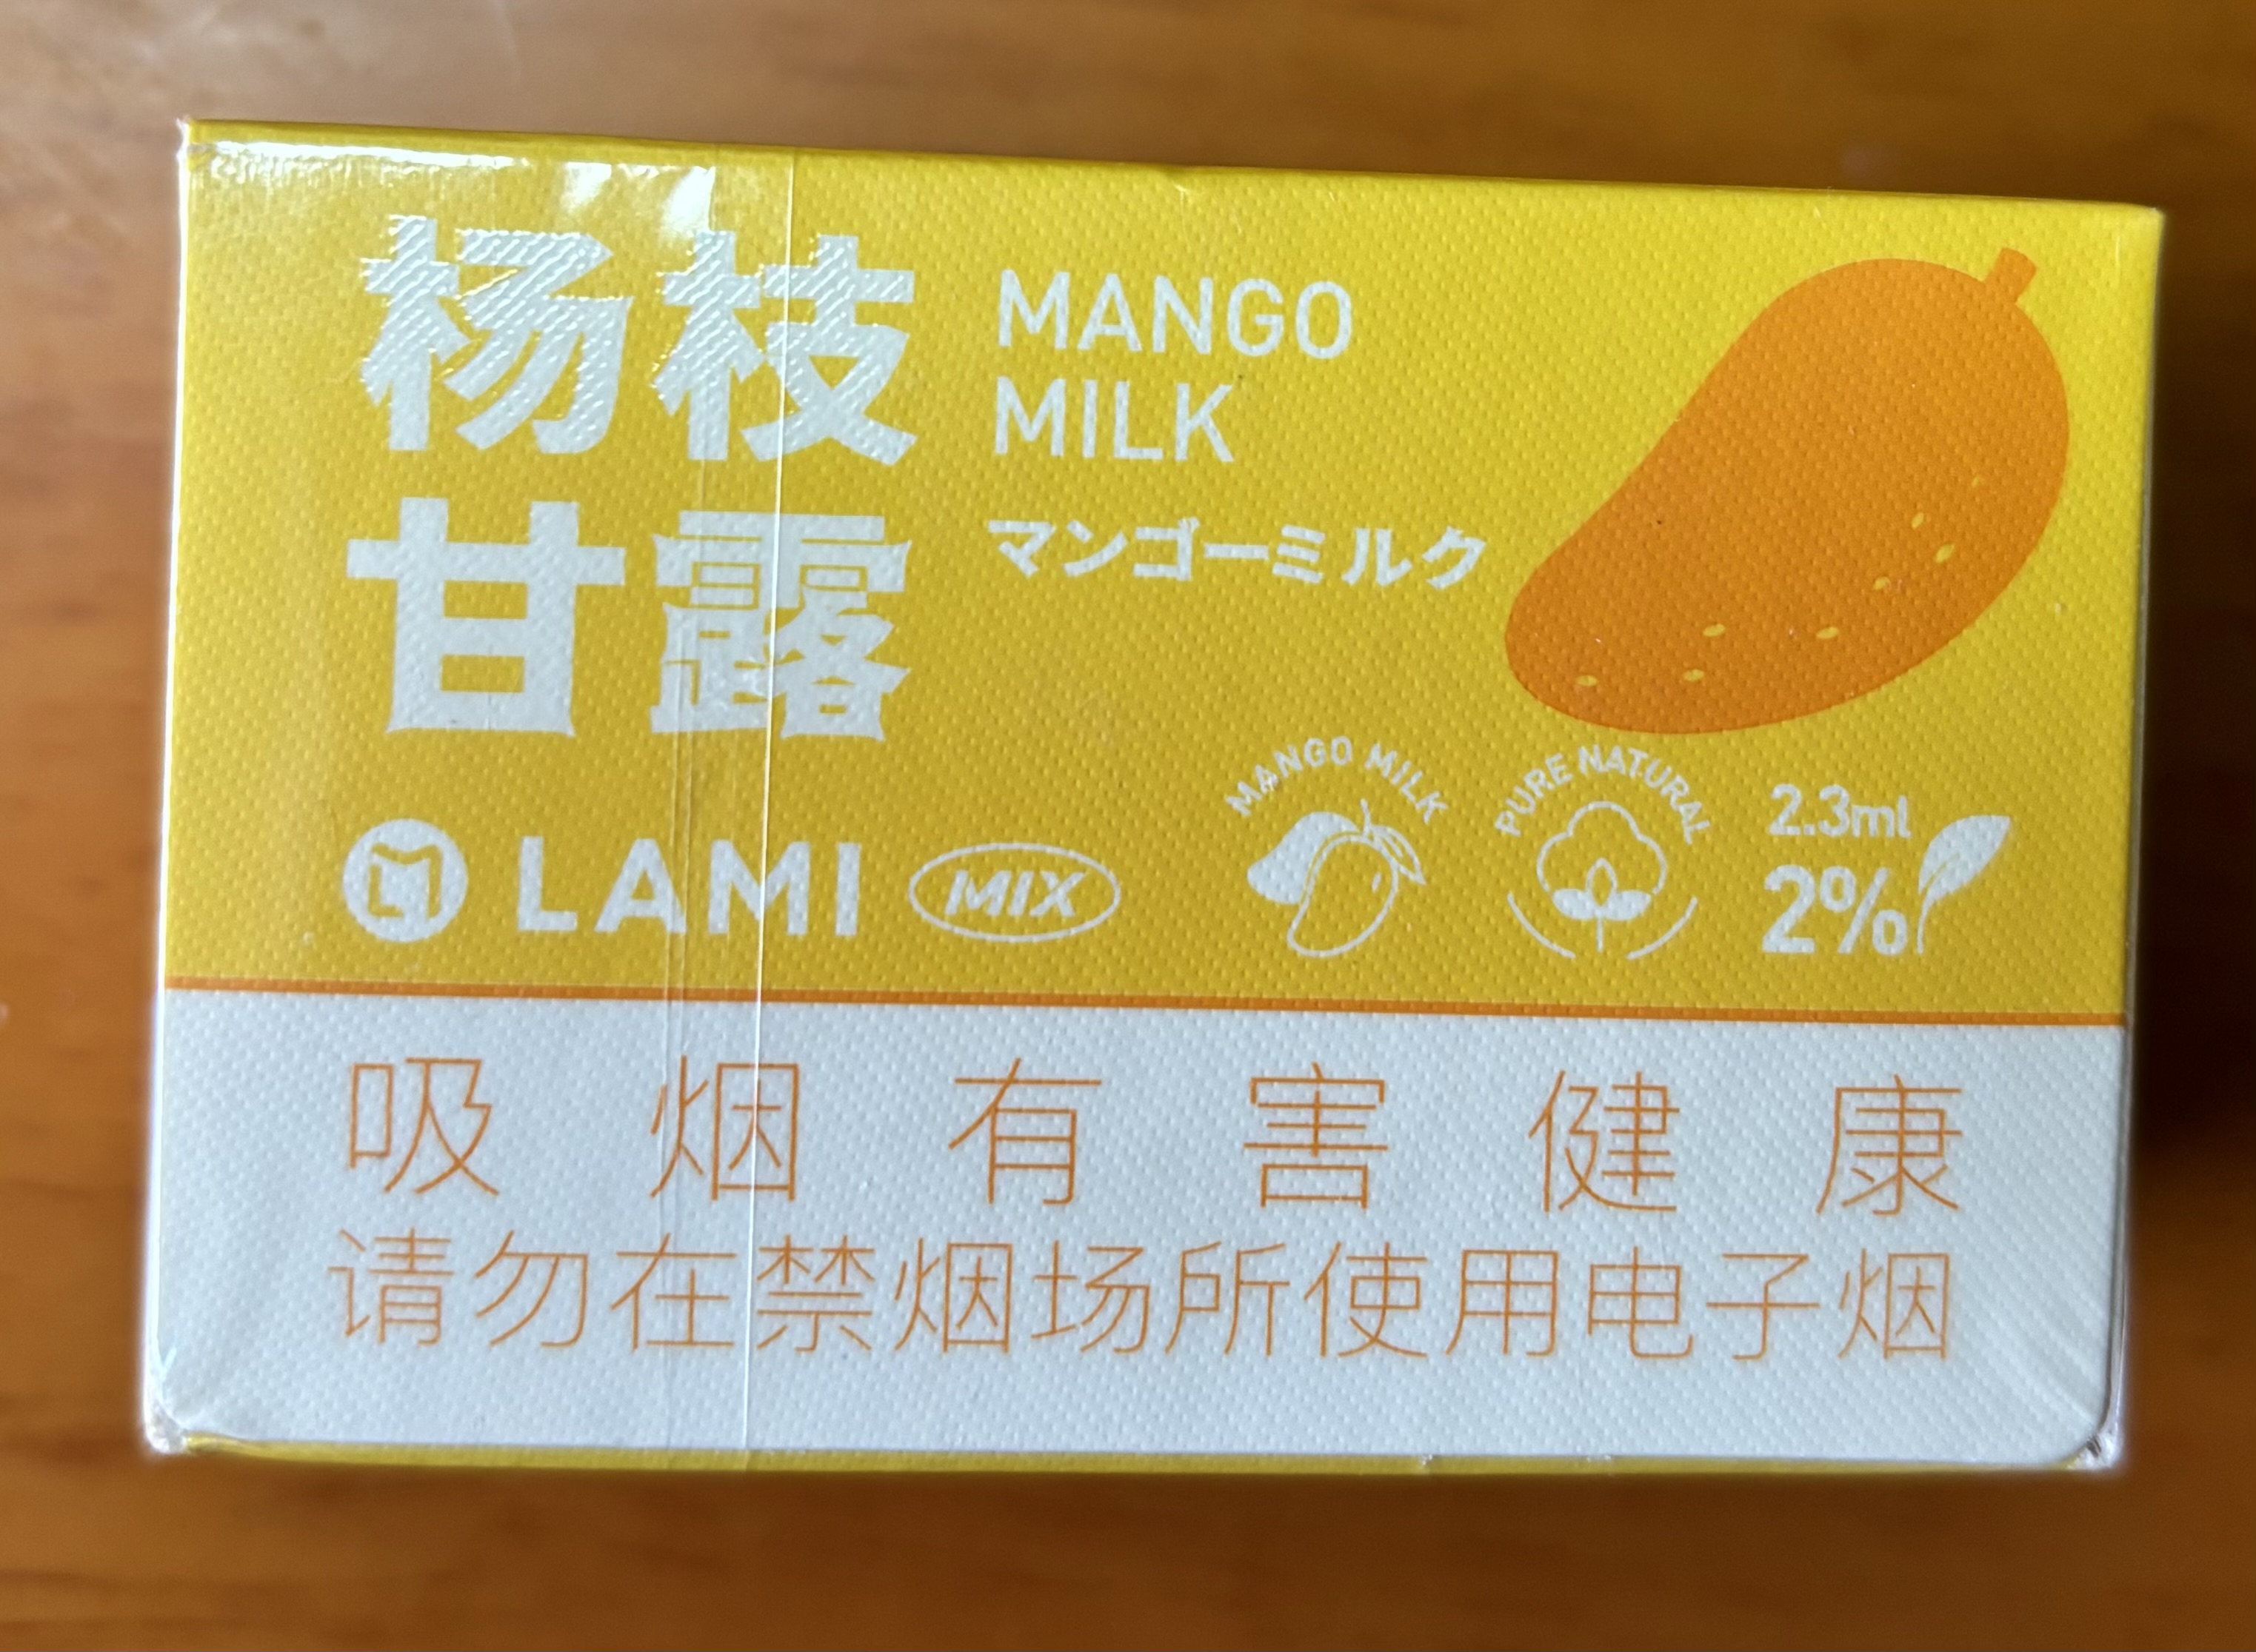 杨枝
甘露
MANGO
MILK
マンゴーミルク
LAMI
MIX
MANGO MILK
PURE NATURAL
2.3ml
2%
吸烟有害健康
请勿在禁烟场所使用电子烟